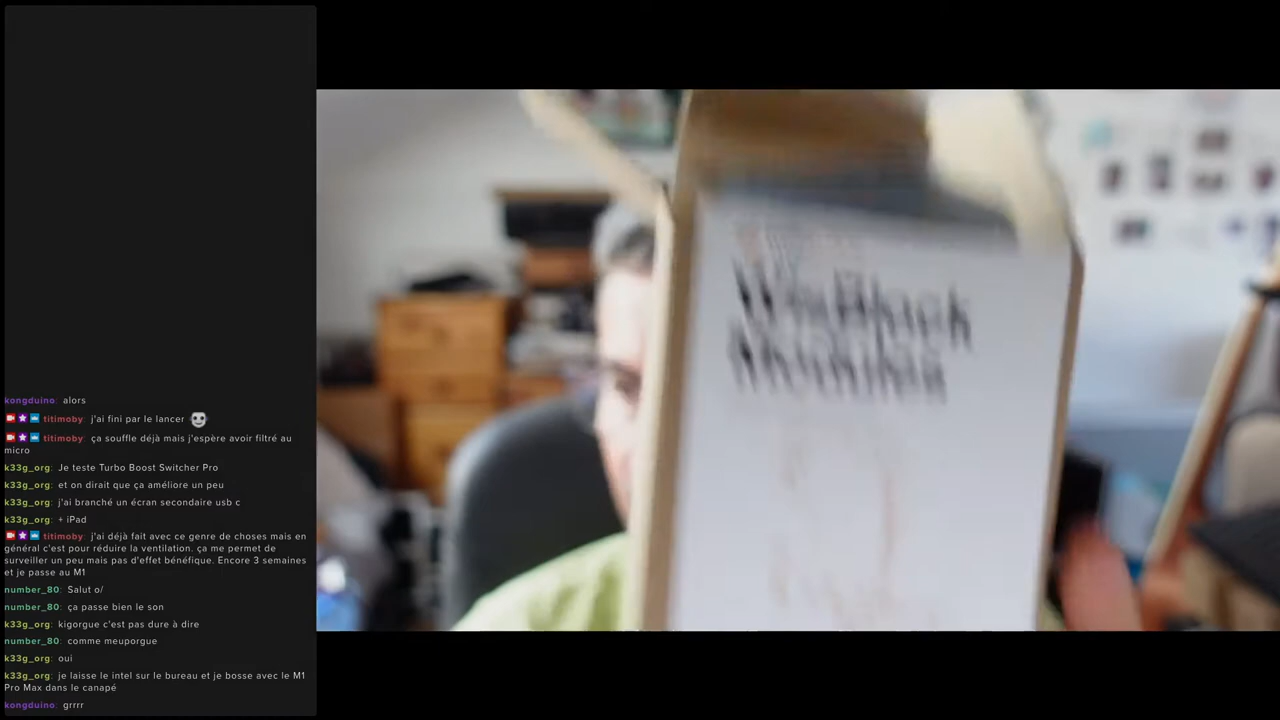 kongduino: alors
titimoby: j'ai fini par le lancer
titimoby: ça souffle déjà mais j'espère avoir filtré au
micro
k33g_org: Je teste Turbo Boost Switcher Pro
k33g_org: et on dirait que ça améliore un peu
k33g_org: j'ai branché un écran secondaire usb c
k33g_org: + iPad
titimoby: j'ai déjà fait avec ce genre de choses mais en
général c'est pour réduire la ventilation. ça me permet de
surveiller un peu mais pas d'effet bénéfique. Encore 3 semaines
et je passe au M1
number_80: Salut o/
number_80: ça passe bien le son
k33g_org: kigorgue c'est pas dure à dire
number_80: comme meuporgue
k33g_org: oui
k33g_org: je laisse le intel sur le bureau et je bosse avec le M1
Pro Max dans le canapé
kongduino: grrrr